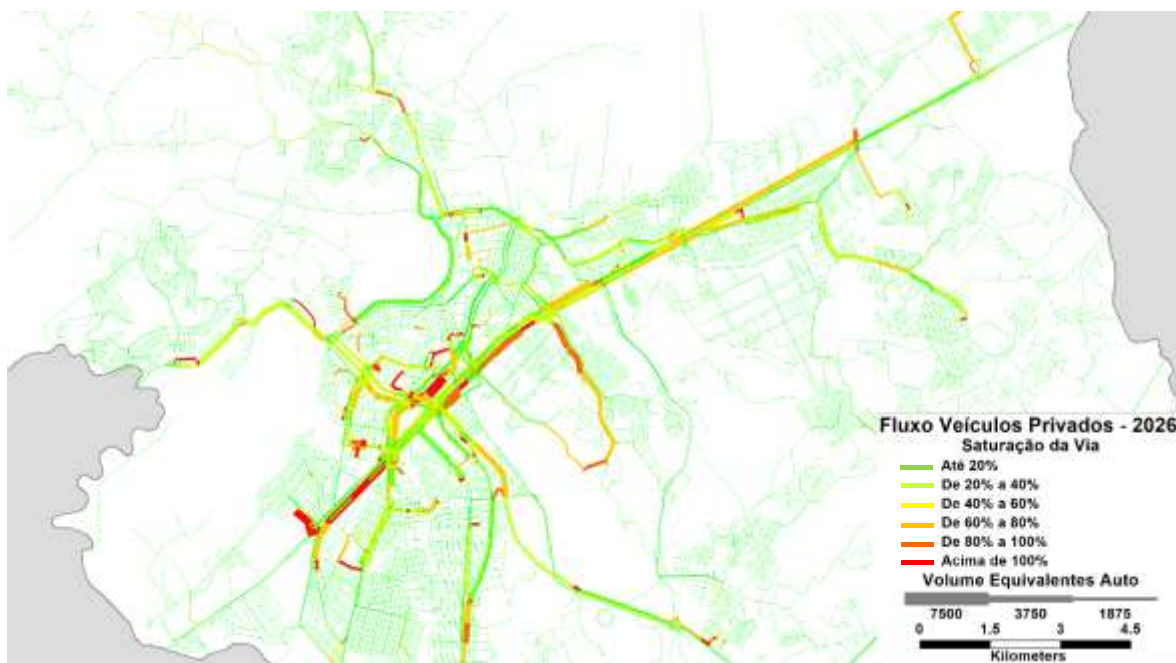 Fluxo Veículos Privados - 2026
Saturação da Via
Até 20%
De 20% a 40%
De 40% a 60%
De 60% a 80%
De 80% a 100%
Acima de 100%
Volume Equivalentes Auto
7500 3750 1875
0 1.5 3 4.5
Kilometers